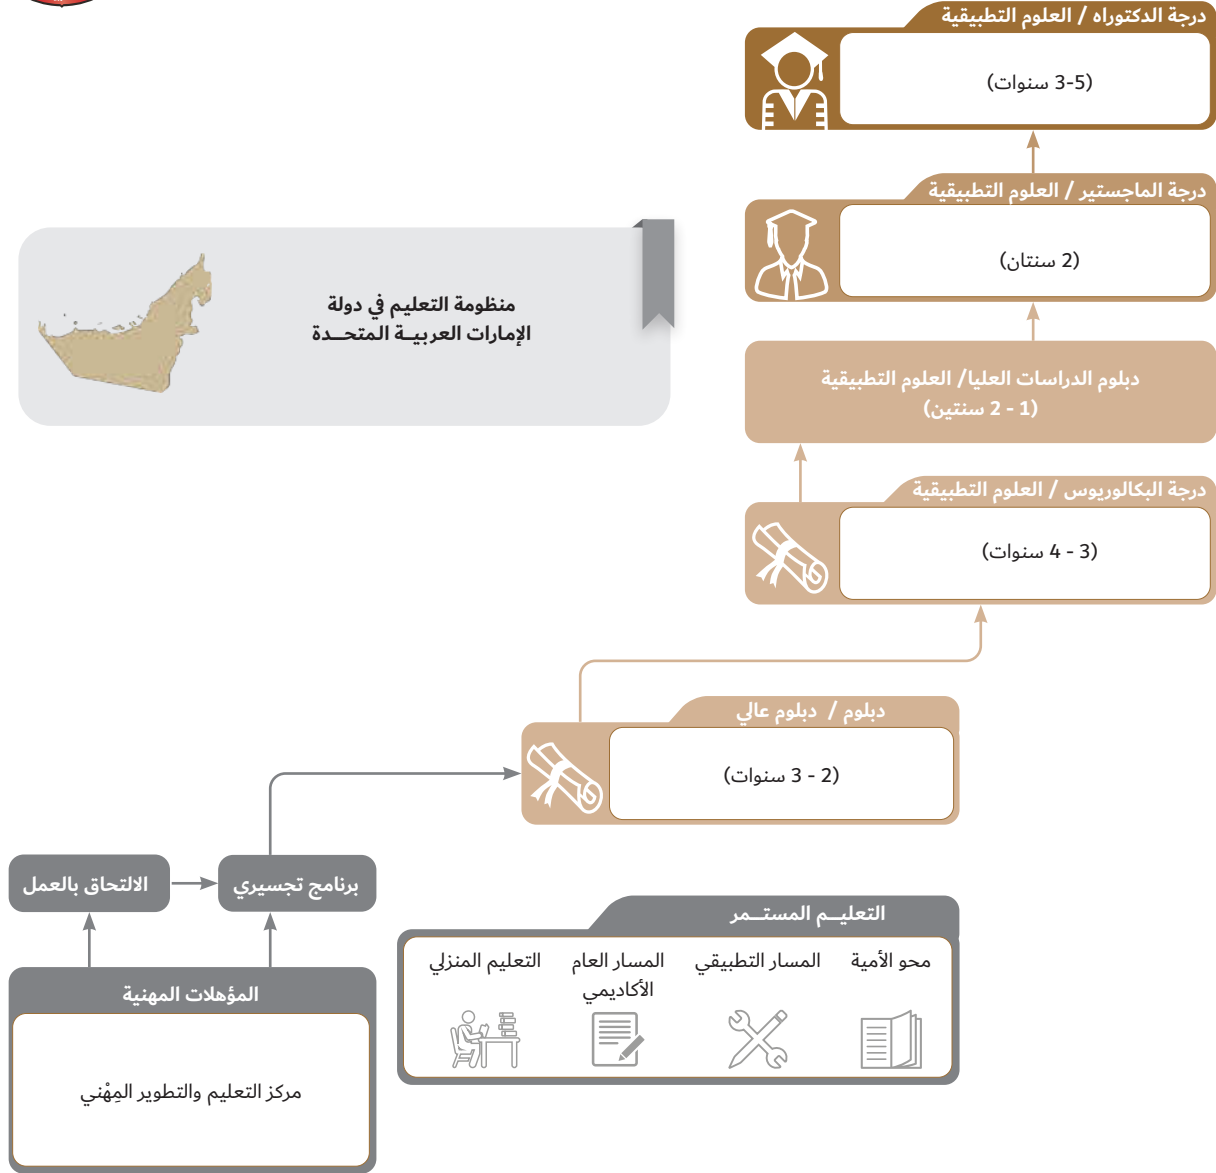 درجة الدكتوراه / العلوم التطبيقية
(3-5 سنوات)
درجة الماجستير / العلوم التطبيقية
(2 سنتان)
منظومة التعليم في دولة
الإمارات العربيــة المتحــدة
دبلوم الدراسات العليا/ العلوم التطبيقية
(1 - 2 سنتين)
درجة البكالوريوس / العلوم التطبيقية
(3 - 4 سنوات)
دبلوم / دبلوم عالي
(2 - 3 سنوات)
برنامج تجسيري
الالتحاق بالعمل
التعليــم المستــمر
محو الأمية
المسار التطبيقي
المسار العام
الأكاديمي
التعليم المنزلي
المؤهلات المهنية
مركز التعليم والتطوير المِهْني